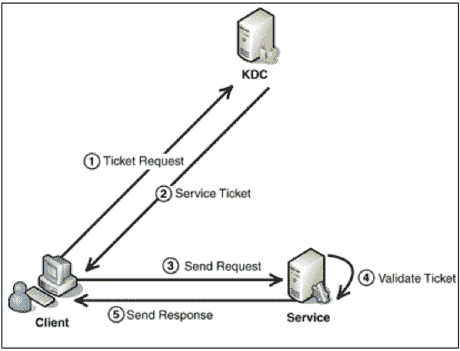 KDC
1 Ticket Request
2 Service Ticket
3 Send Request
4 Validate Ticket
5 Send Response
Client
Service